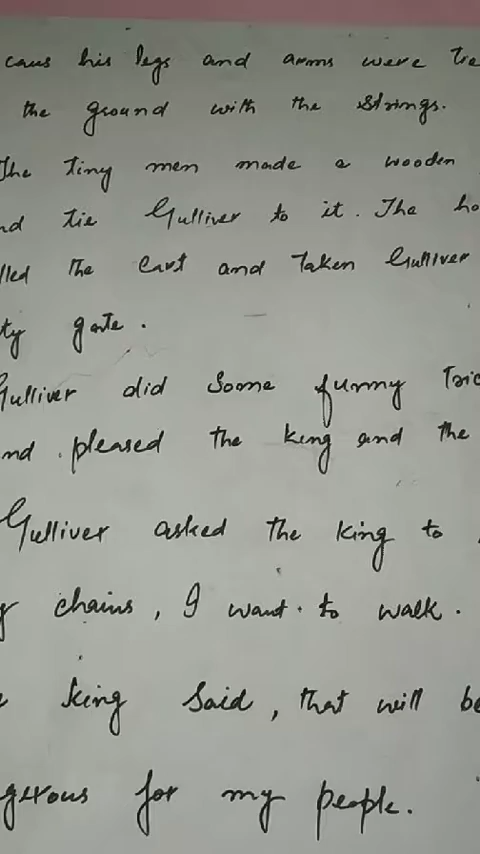 caus his legs and arms were tie
the ground with the strings.
The tiny men made a wooden
nd tie Gulliver to it. The ho
lled the cart and taken Gulliver
ty gate.
Gulliver did some funny tric
nd pleased the king and the
Gulliver asked the king to
chains, I want to walk.
king said, that will be
gerous for my people.